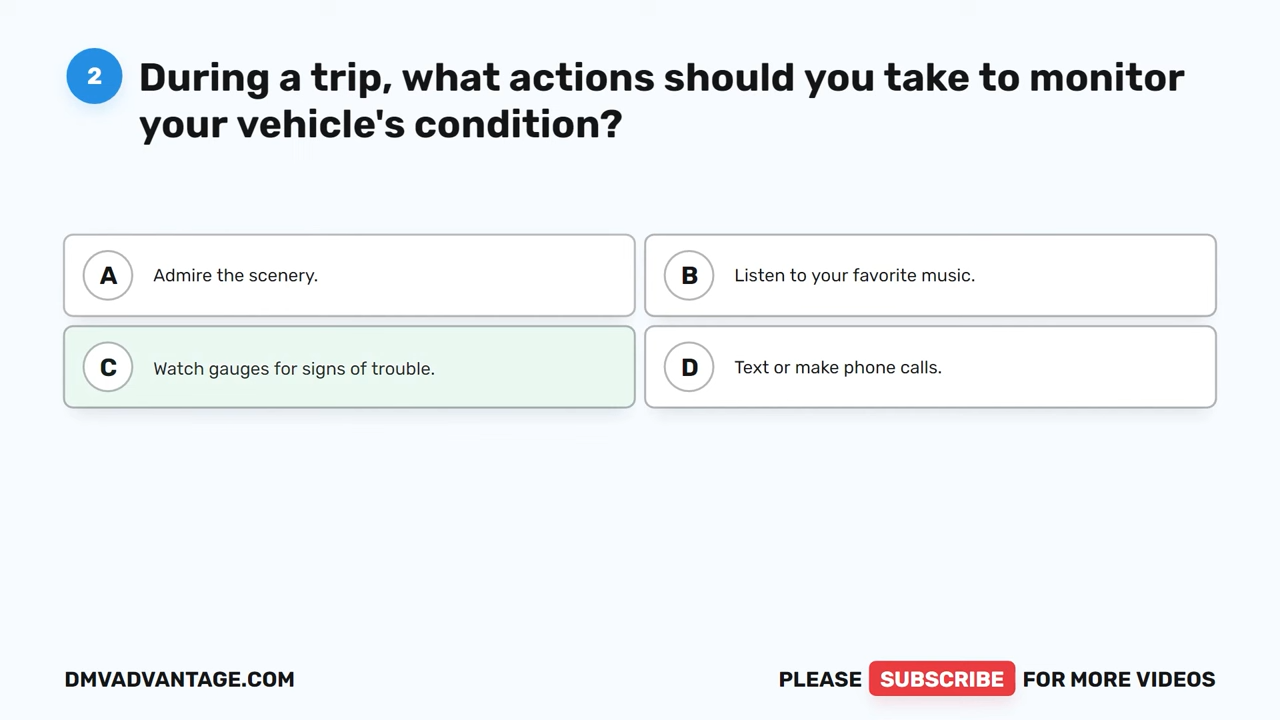 2
During a trip, what actions should you take to monitor
your vehicle's condition?
A
Admire the scenery.
B
Listen to your favorite music.
C
Watch gauges for signs of trouble.
D
Text or make phone calls.
DMVADVANTAGE.COM
PLEASE SUBSCRIBE FOR MORE VIDEOS